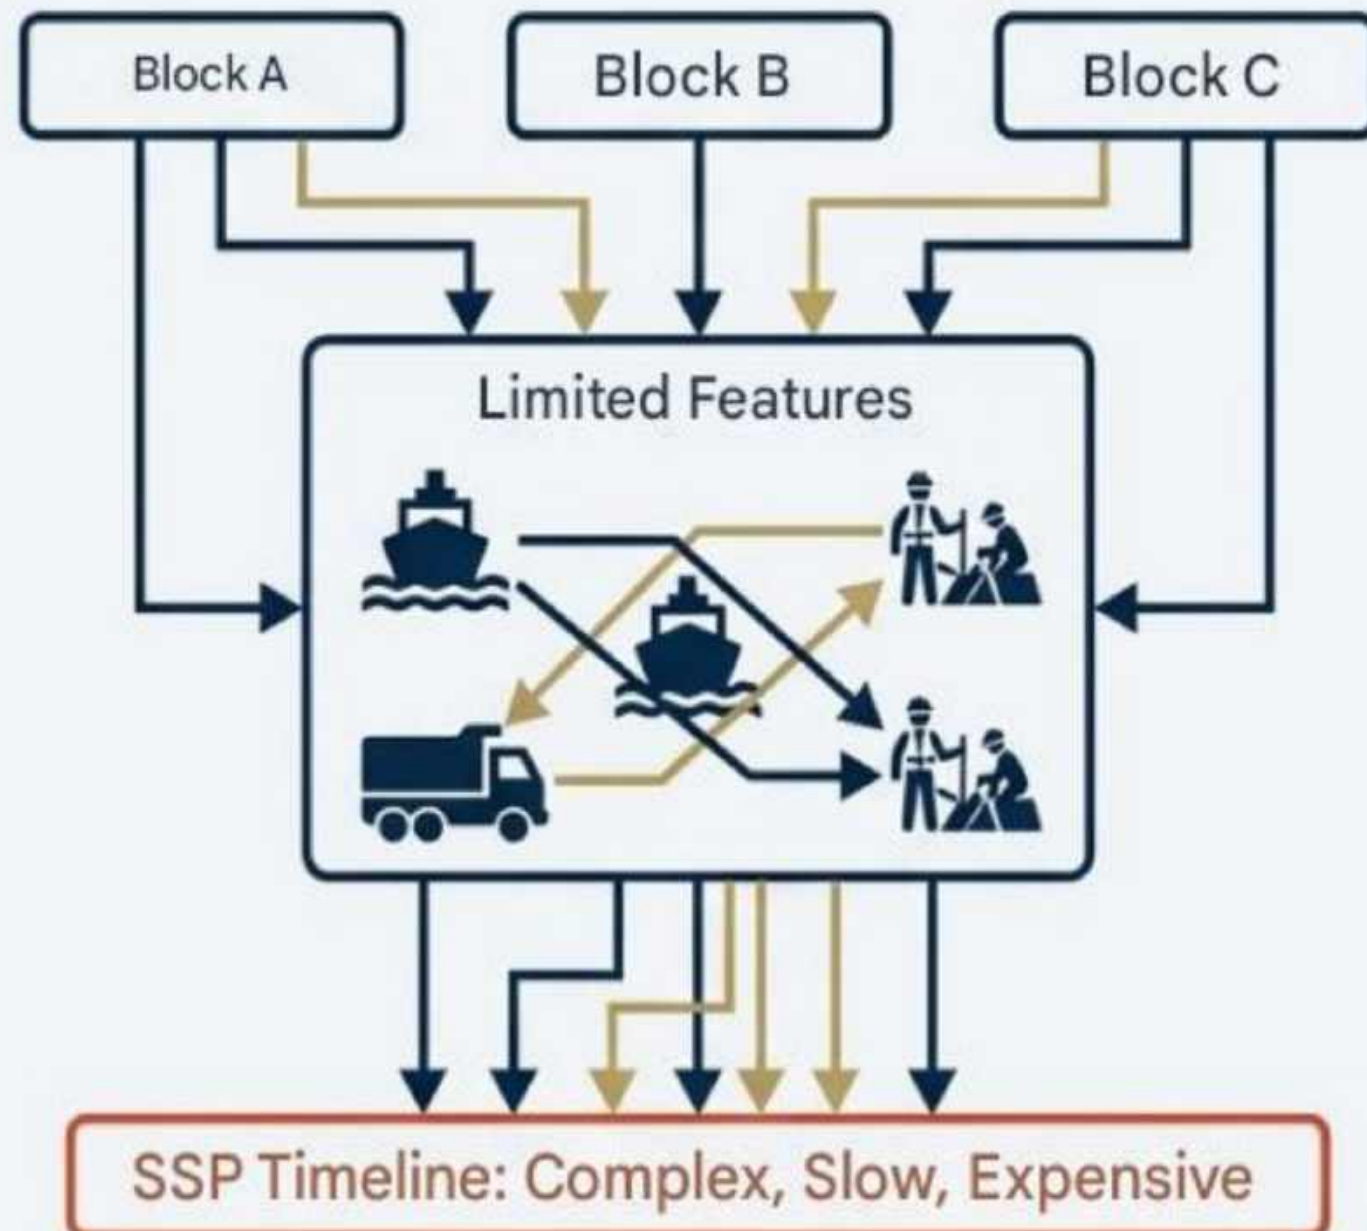 Block A
Block B
Block C
Limited Features
SSP Timeline: Complex, Slow, Expensive